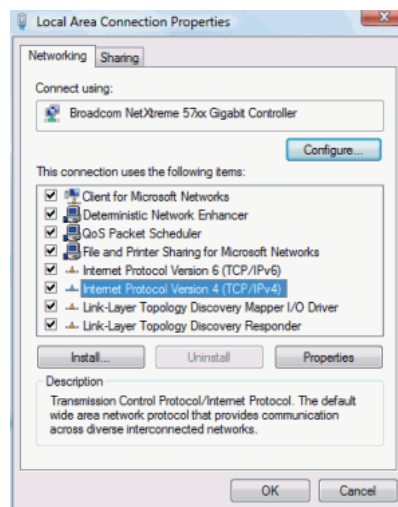 Local Area Connection Properties
Networking
Sharing
Connect using:
Broadcom NetXtreme 57xx Gigabit Controller
Configure...
This connection uses the following items:
Client for Microsoft Networks
Deterministic Network Enhancer
QoS Packet Scheduler
File and Printer Sharing for Microsoft Networks
Internet Protocol Version 6 (TCP/IPv6)
Internet Protocol Version 4 (TCP/IPv4)
Link-Layer Topology Discovery Mapper I/O Driver
Link-Layer Topology Discovery Responder
Install...
Uninstall
Properties
Description
Transmission Control Protocol/Internet Protocol. The default
wide area network protocol that provides communication
across diverse interconnected networks.
OK
Cancel